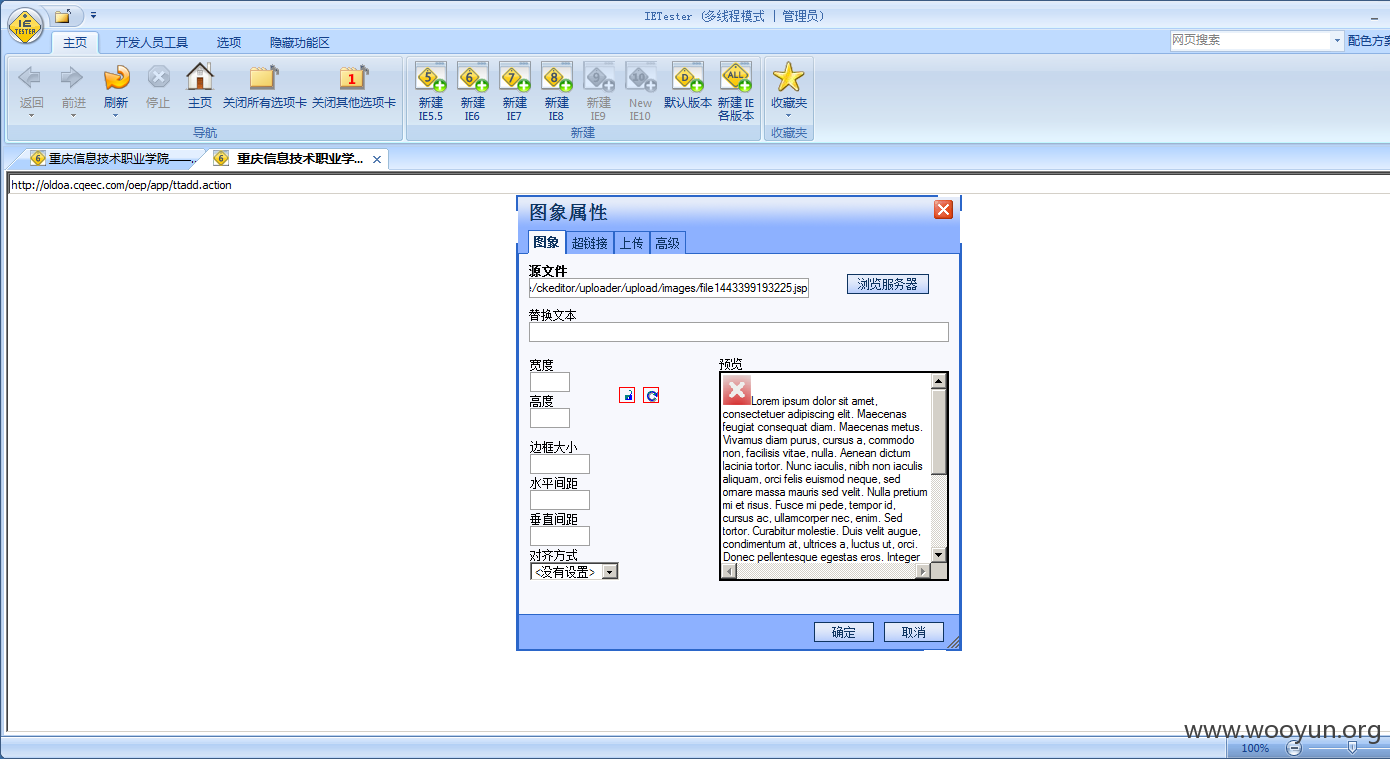 IETester (多线程模式 | 管理员)
主页 开发人员工具 选项 隐藏功能区
网页搜索 配色方案
返回 前进 刷新 停止 主页 关闭所有选项卡 关闭其他选项卡
新建 IE5.5 新建 IE6 新建 IE7 新建 IE8 新建 IE9 New IE10 默认版本 新建 IE 各版本
收藏夹
导航 新建 收藏夹
重庆信息技术职业学院——... 重庆信息技术职业学...
http://oldoa.cqeec.com/oep/app/ttadd.action
图象属性
图象 超链接 上传 高级
源文件
/ckeditor/uploader/upload/images/file1443399193225.jsp
浏览服务器
替换文本
宽度
高度
边框大小
水平间距
垂直间距
对齐方式
<没有设置>
预览
Lorem ipsum dolor sit amet,
consectetuer adipiscing elit. Maecenas
feugiat consequat diam. Maecenas metus.
Vivamus diam purus, cursus a, commodo
non, facilisis vitae, nulla. Aenean dictum
lacinia tortor. Nunc iaculis, nibh non iaculis
aliquam, orci felis euismod neque, sed
ornare massa mauris sed velit. Nulla pretium
mi et risus. Fusce mi pede, tempor id,
cursus ac, ullamcorper nec, enim. Sed
tortor. Curabitur molestie. Duis velit augue,
condimentum at, ultrices a, luctus ut, orci.
Donec pellentesque egestas eros. Integer
确定 取消
www.wooyun.org
100%